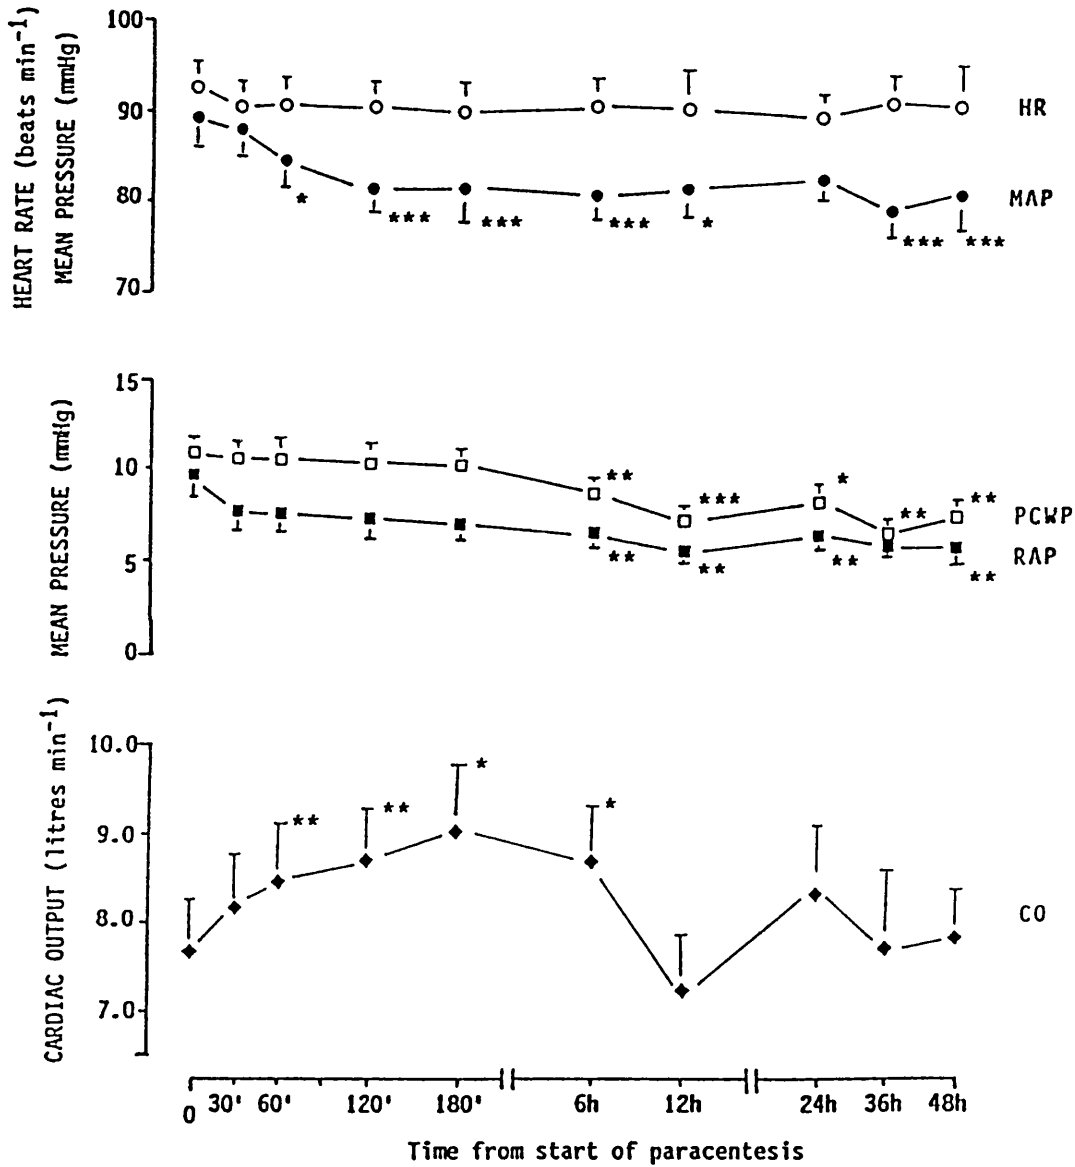 HEART RATE (beats min⁻¹)
MEAN PRESSURE (mmHg)
100
90
80
70
HR
MAP
*
***
***
***
*
***
***
MEAN PRESSURE (mmHg)
15
10
5
0
**
***
*
**
**
PCWP
RAP
**
**
**
**
CARDIAC OUTPUT (litres min⁻¹)
10.0
9.0
8.0
7.0
**
**
*
*
CO
0 30' 60' 120' 180' 6h 12h 24h 36h 48h
Time from start of paracentesis